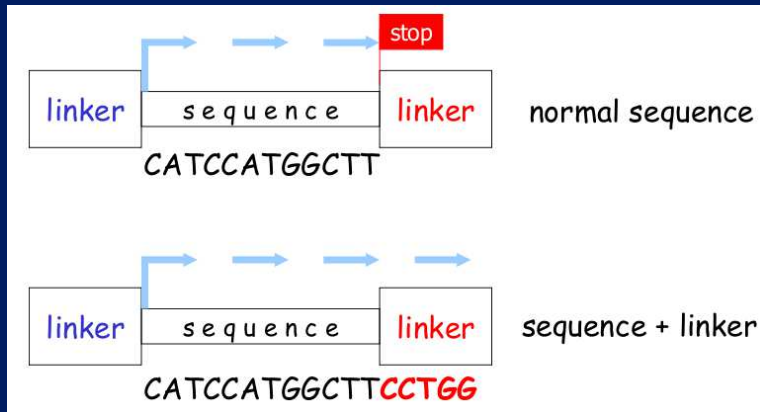 stop
linker sequence linker normal sequence
CATCCATGGCTT
linker sequence linker sequence + linker
CATCCATGGCTTCCTGG